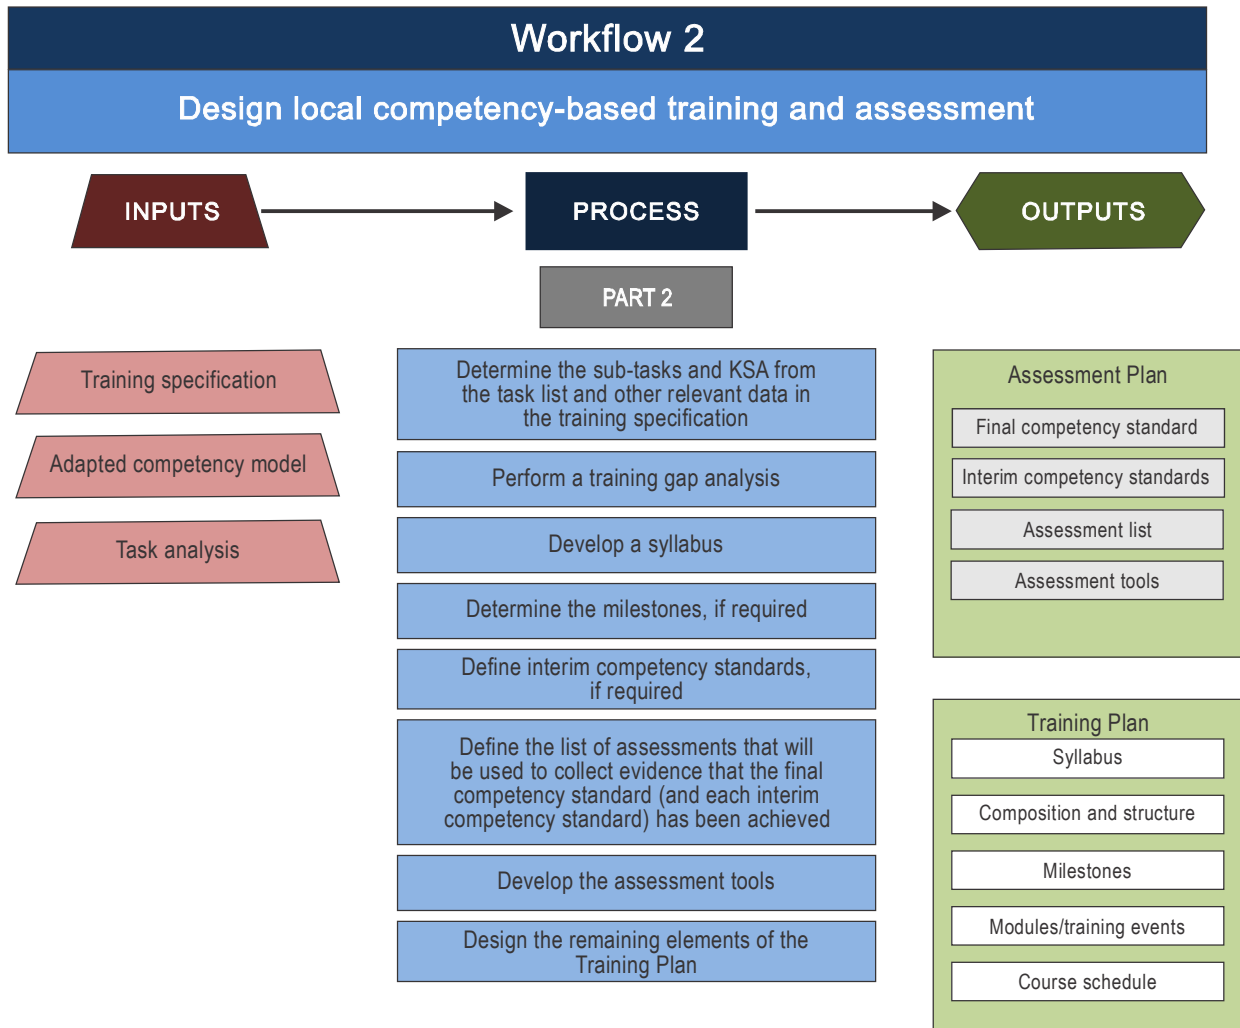 Workflow 2
Design local competency-based training and assessment
INPUTS
PROCESS
OUTPUTS
PART 2
Training specification
Adapted competency model
Task analysis
Determine the sub-tasks and KSA from
the task list and other relevant data in
the training specification
Perform a training gap analysis
Develop a syllabus
Determine the milestones, if required
Define interim competency standards,
if required
Define the list of assessments that will
be used to collect evidence that the final
competency standard (and each interim
competency standard) has been achieved
Develop the assessment tools
Design the remaining elements of the
Training Plan
Assessment Plan
Final competency standard
Interim competency standards
Assessment list
Assessment tools
Training Plan
Syllabus
Composition and structure
Milestones
Modules/training events
Course schedule